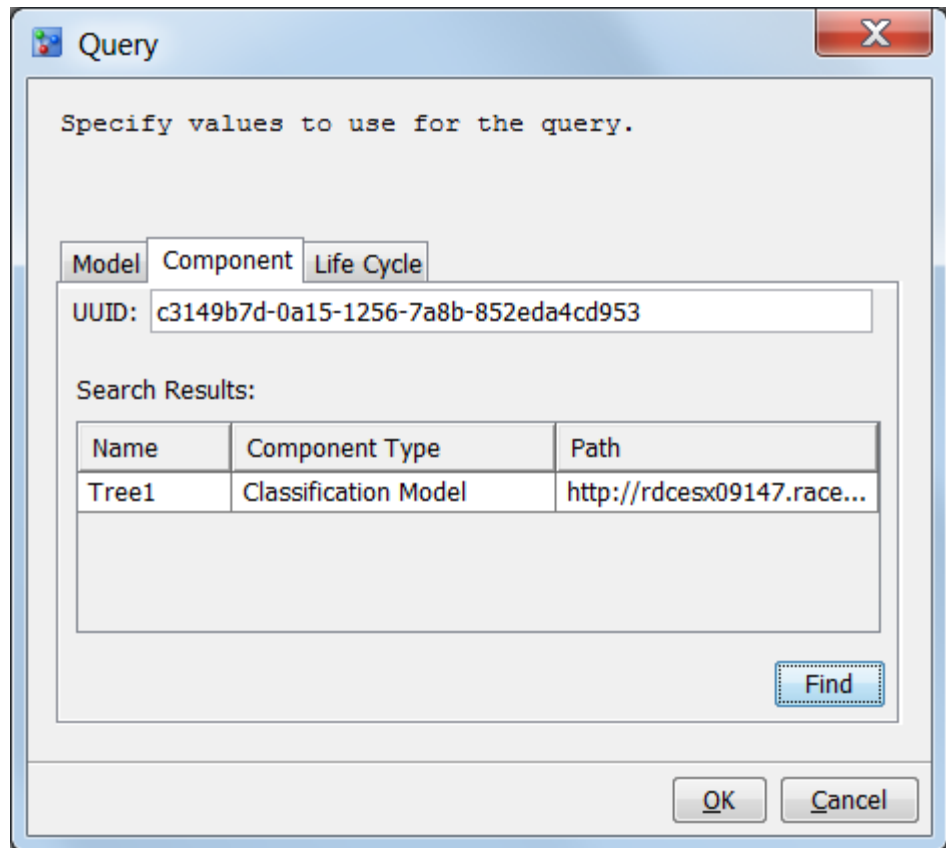 Query
Specify values to use for the query.
Model Component Life Cycle
UUID: c3149b7d-0a15-1256-7a8b-852eda4cd953
Search Results:
Name Component Type Path
Tree1 Classification Model http://rdcesx09147.race...
Find
OK Cancel